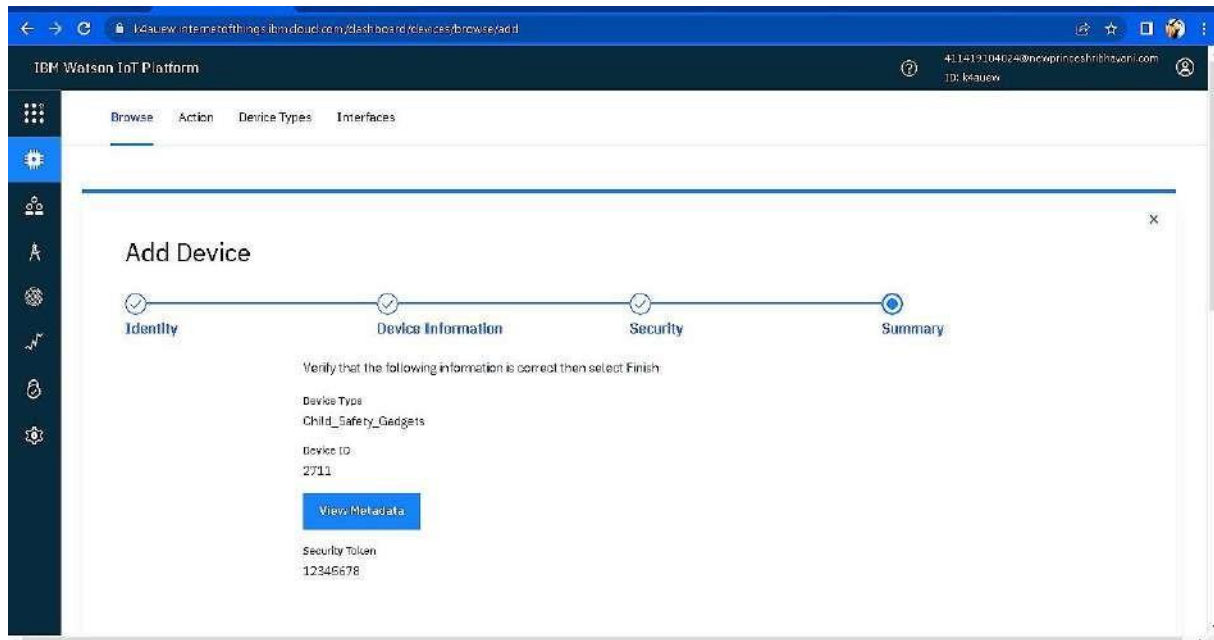 k4auew.internetofthings.ibmcloud.com/dashboard/devices/browse/add
IBM Watson IoT Platform
411419104024@newprinceshribhavani.com
ID: k4auew
Browse Action Device Types Interfaces
Add Device
Identity Device Information Security Summary
Verify that the following information is correct then select Finish
Device Type
Child_Safety_Gadgets
Device ID
2711
View Metadata
Security Token
12345678